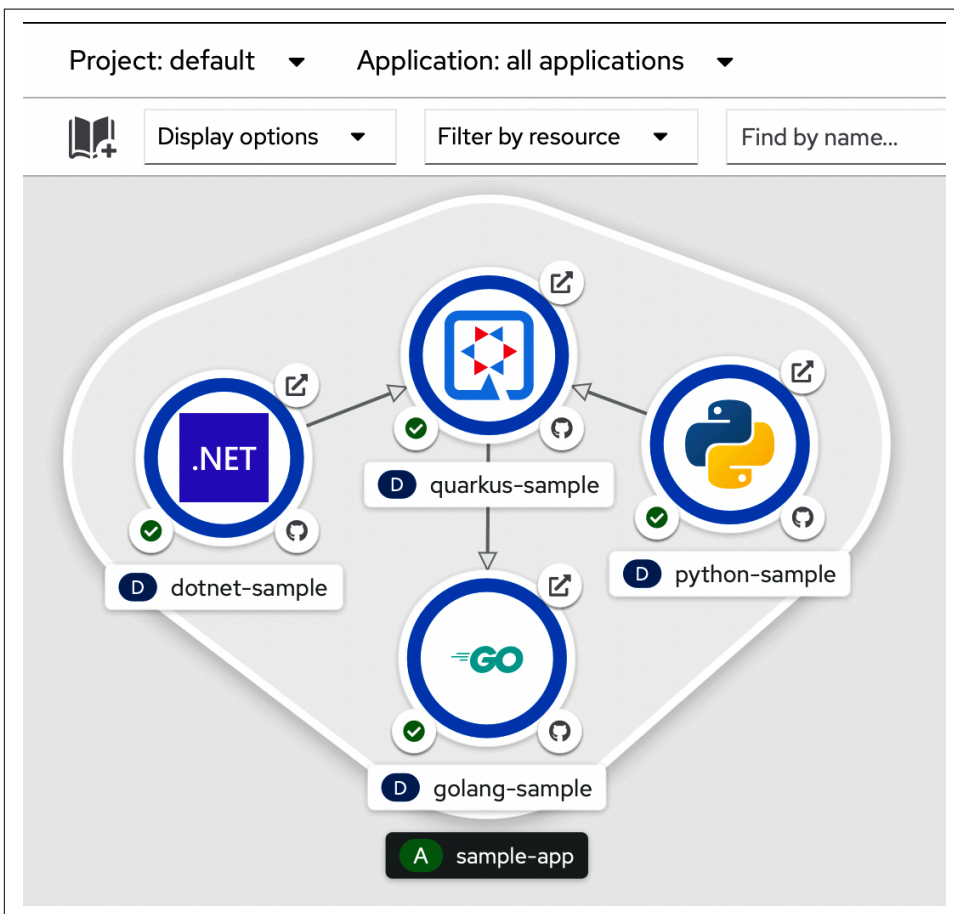 Project: default
Application: all applications
Display options
Filter by resource
Find by name...
.NET
D quarkus-sample
D dotnet-sample
D python-sample
GO
D golang-sample
A sample-app